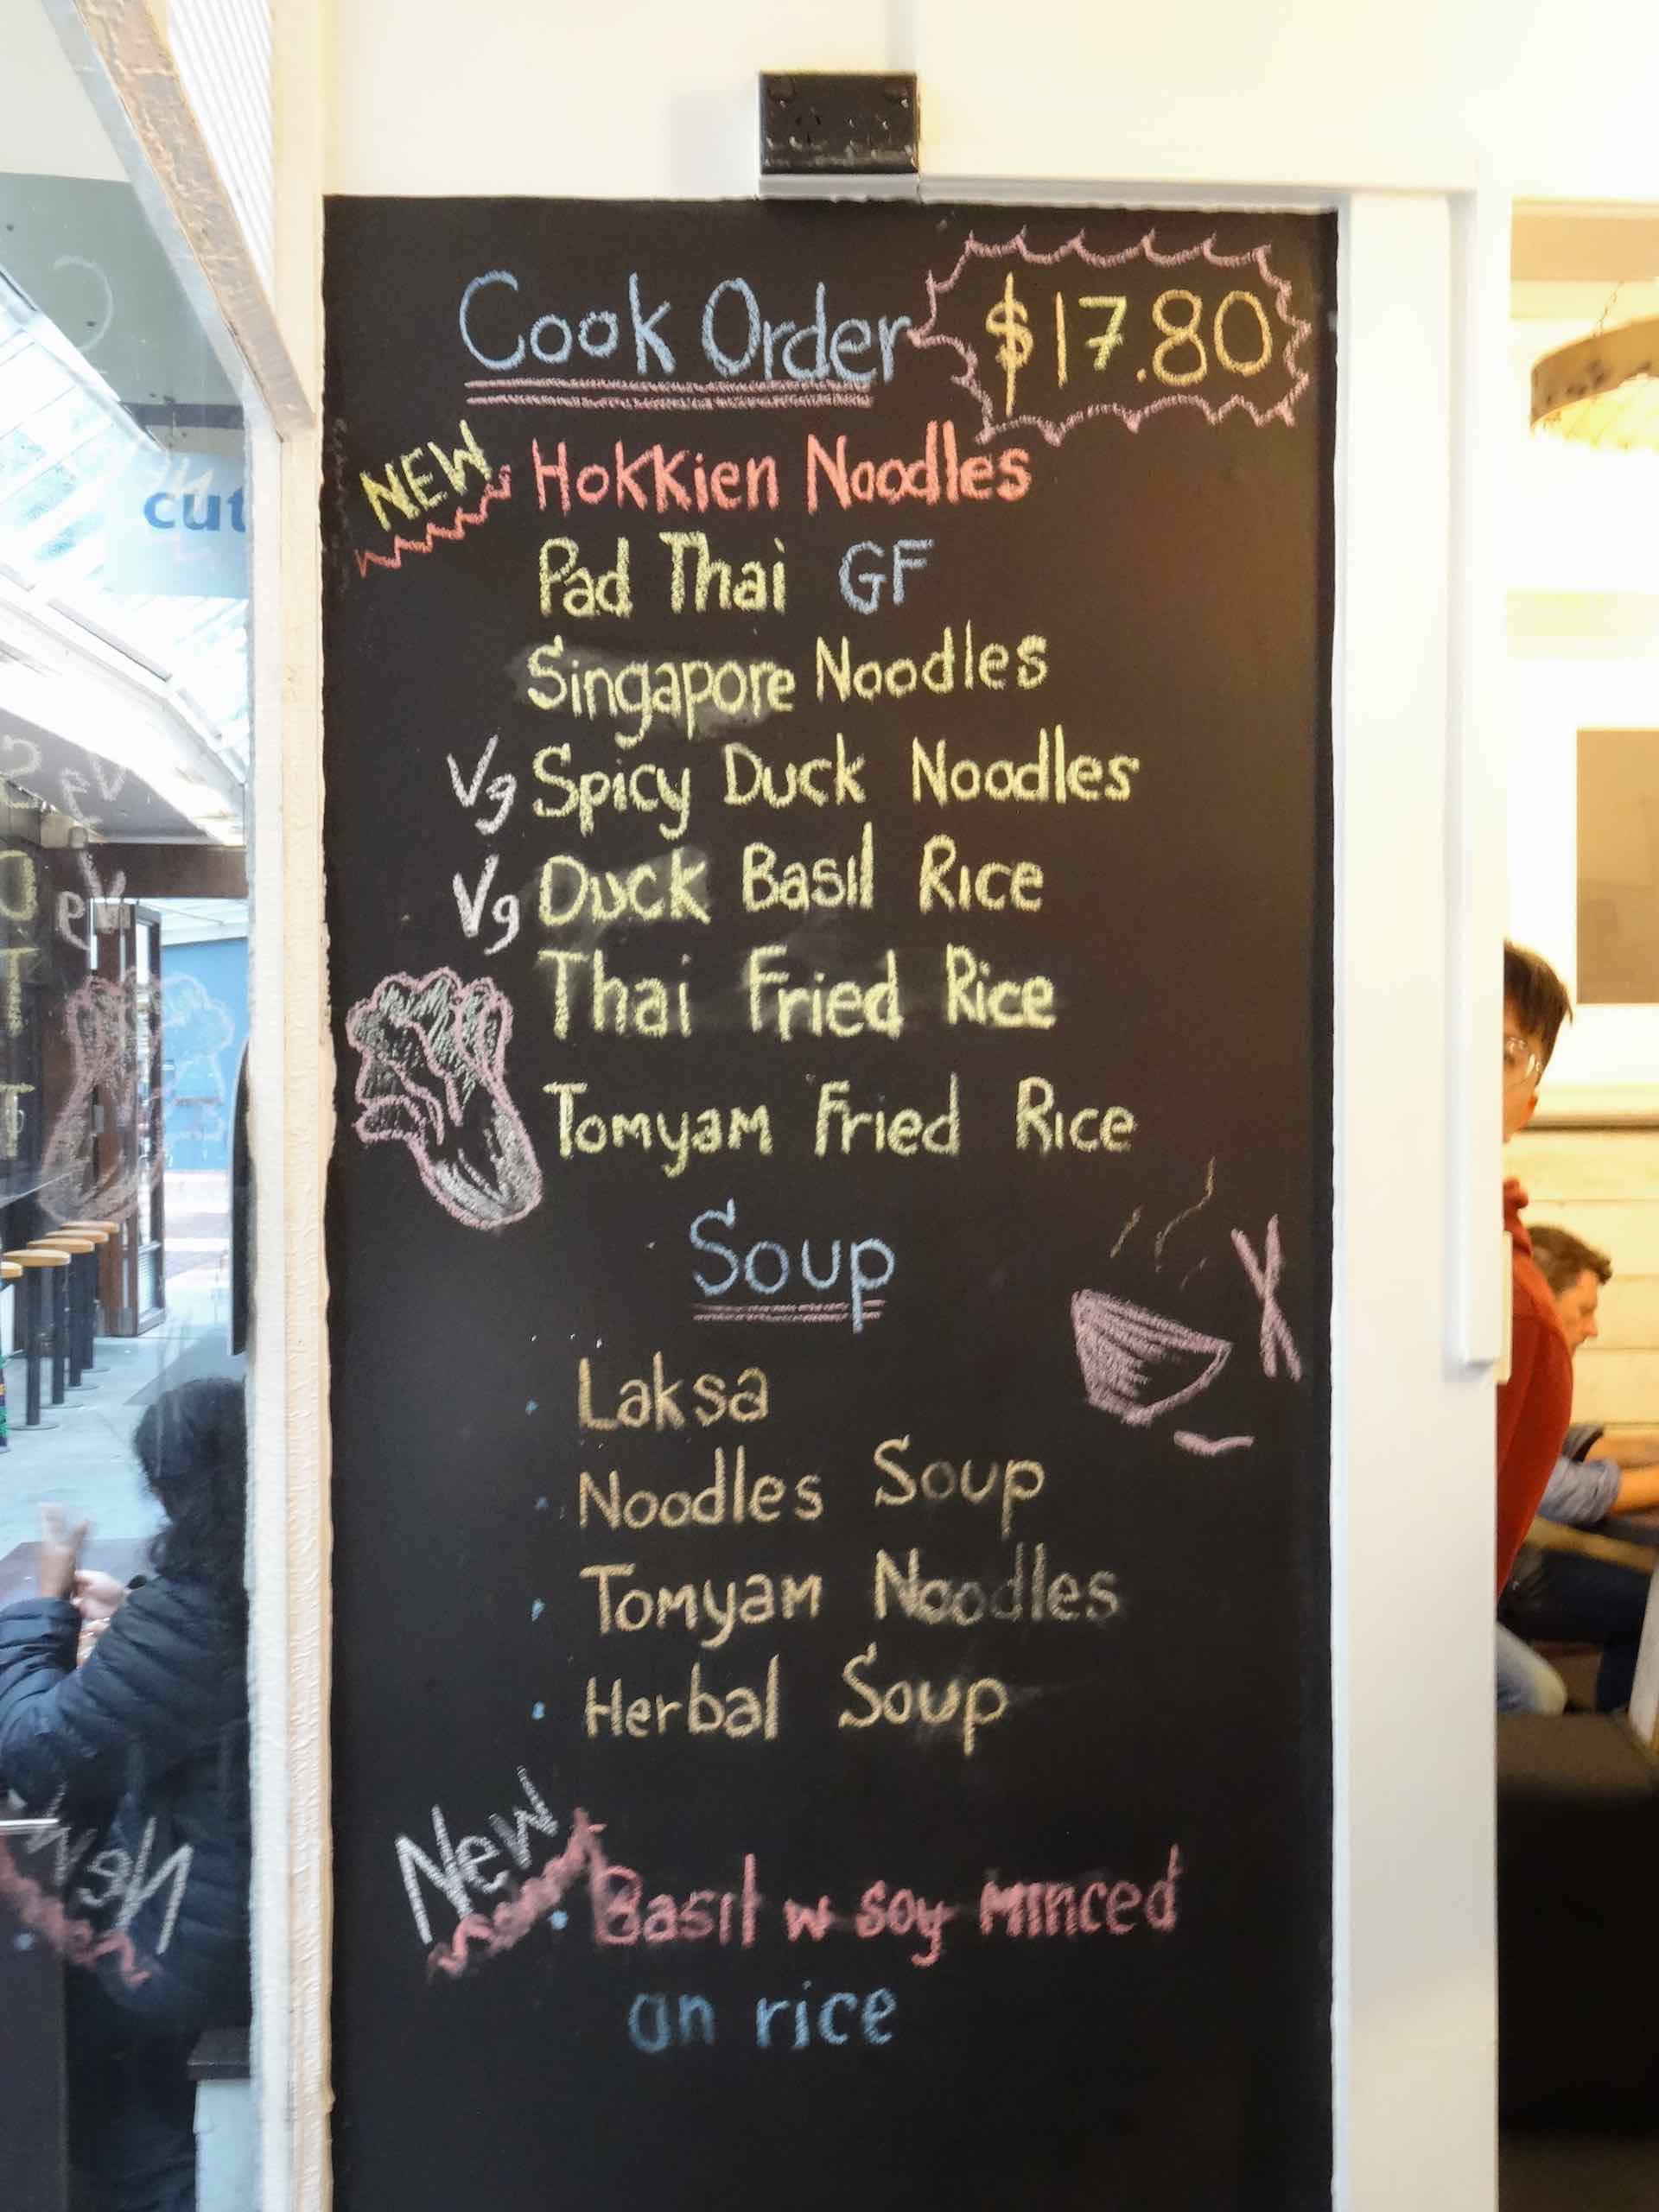 Cook Order $17.80
NEW Hokkien Noodles
Pad Thai GF
Singapore Noodles
Vg Spicy Duck Noodles
Vg Duck Basil Rice
Thai Fried Rice
Tomyam Fried Rice
Soup
· Laksa
· Noodles Soup
· Tomyam Noodles
· Herbal Soup
New · Basil w soy minced
on rice
cut